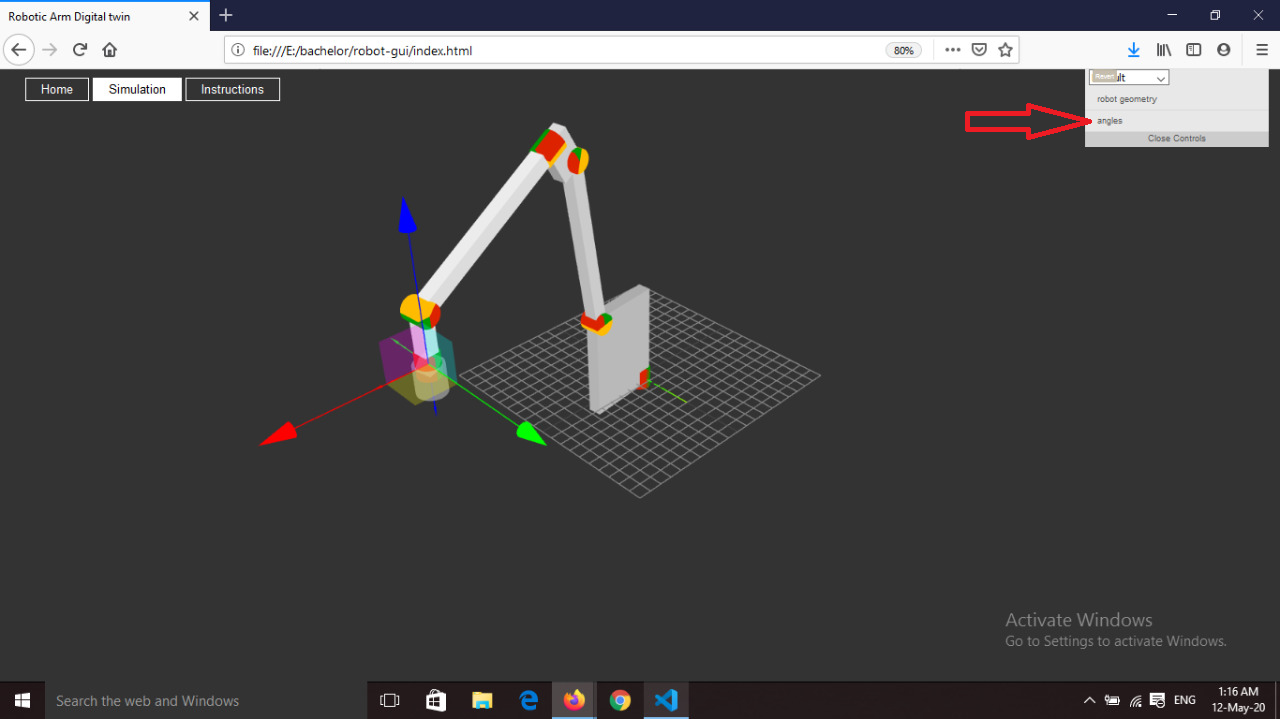 Robotic Arm Digital twin
file:///E:/bachelor/robot-gui/index.html
80%
Home
Simulation
Instructions
Revert
robot geometry
angles
Close Controls
Activate Windows
Go to Settings to activate Windows.
Search the web and Windows
ENG
1:16 AM
12-May-20